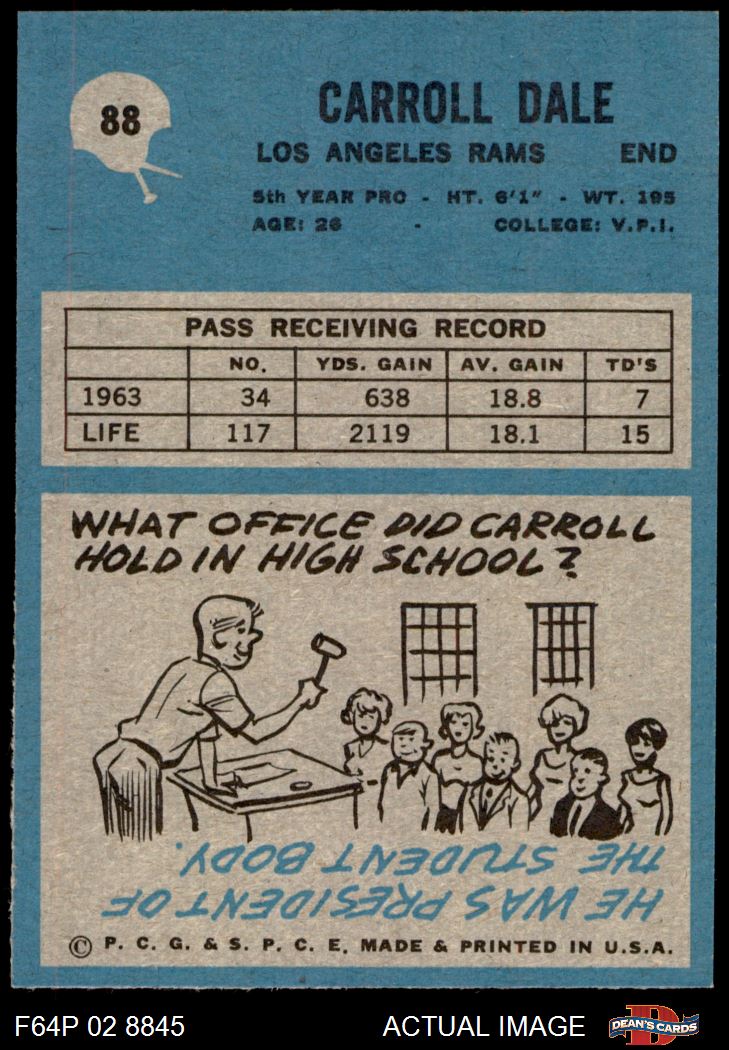 88
CARROLL DALE
LOS ANGELES RAMS END
5th YEAR PRO - HT. 6'1" - WT. 195
AGE: 26 - COLLEGE: V.P.I.
PASS RECEIVING RECORD
NO. YDS. GAIN AV. GAIN TD'S
1963 34 638 18.8 7
LIFE 117 2119 18.1 15
WHAT OFFICE DID CARROLL
HOLD IN HIGH SCHOOL?
HE WAS PRESIDENT OF
THE STUDENT BODY.
© P. C. G. & S. P. C. E. MADE & PRINTED IN U.S.A.
F64P 02 8845 ACTUAL IMAGE DEAN'S CARDS